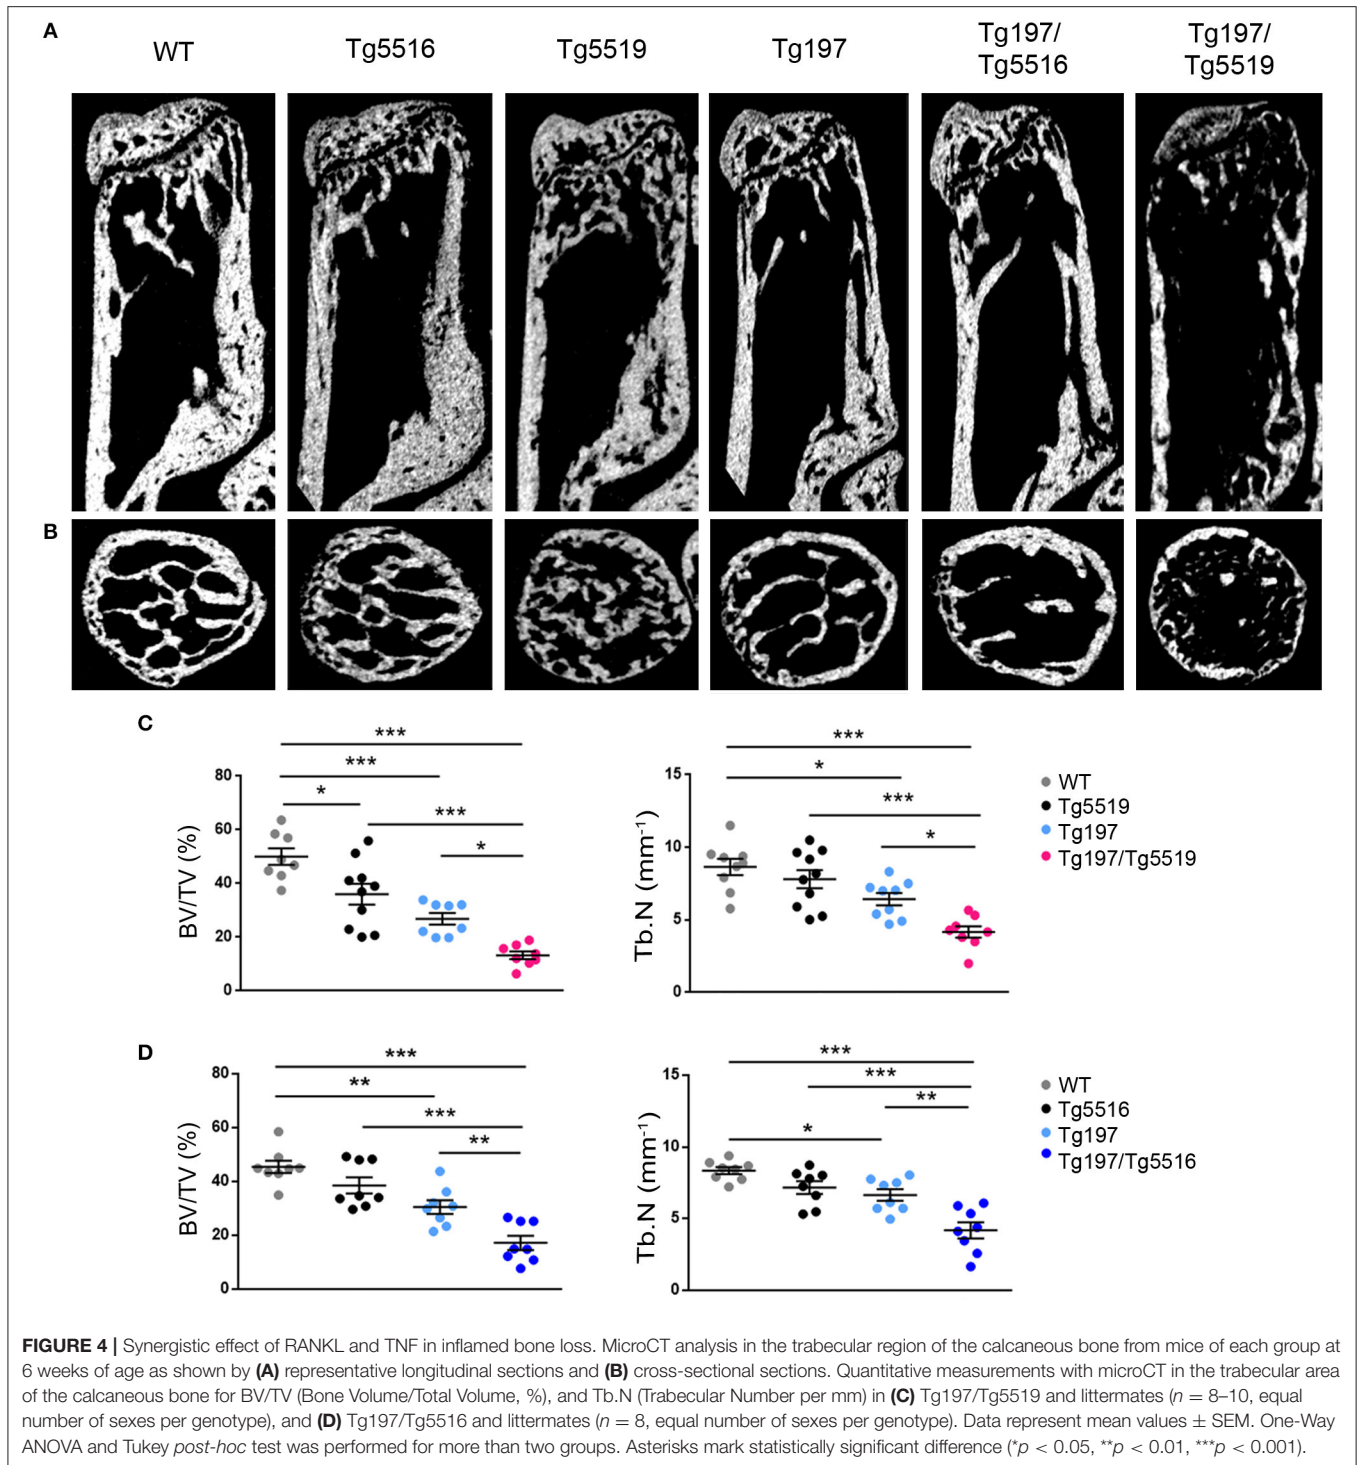 A
WT
Tg5516
Tg5519
Tg197
Tg197/
Tg5516
Tg197/
Tg5519
B
C
***
***
*
***
*
80
60
40
20
0
BV/TV (%)
***
*
***
*
15
10
5
0
Tb.N (mm-1)
WT
Tg5519
Tg197
Tg197/Tg5519
D
***
**
***
**
80
60
40
20
0
BV/TV (%)
***
***
**
*
15
10
5
0
Tb.N (mm-1)
WT
Tg5516
Tg197
Tg197/Tg5516
FIGURE 4 | Synergistic effect of RANKL and TNF in inflamed bone loss. MicroCT analysis in the trabecular region of the calcaneous bone from mice of each group at
6 weeks of age as shown by (A) representative longitudinal sections and (B) cross-sectional sections. Quantitative measurements with microCT in the trabecular area
of the calcaneous bone for BV/TV (Bone Volume/Total Volume, %), and Tb.N (Trabecular Number per mm) in (C) Tg197/Tg5519 and littermates (n = 8–10, equal
number of sexes per genotype), and (D) Tg197/Tg5516 and littermates (n = 8, equal number of sexes per genotype). Data represent mean values ± SEM. One-Way
ANOVA and Tukey post-hoc test was performed for more than two groups. Asterisks mark statistically significant difference (*p < 0.05, **p < 0.01, ***p < 0.001).